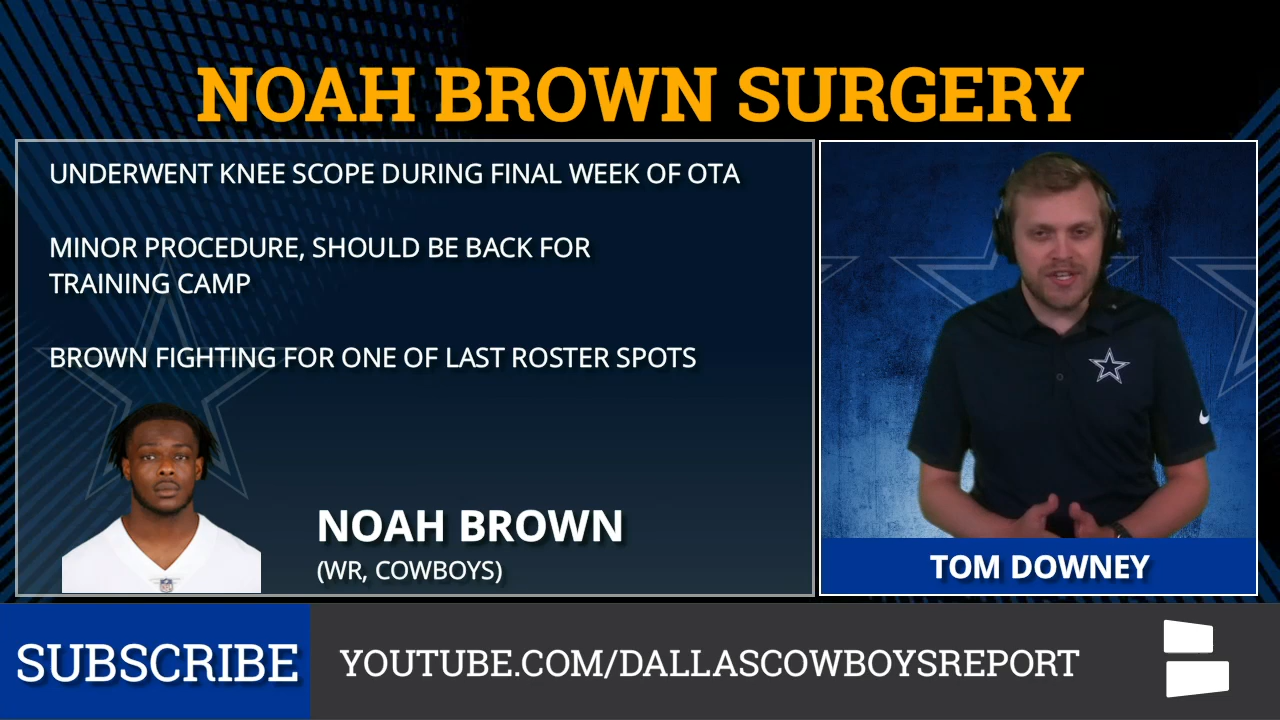 NOAH BROWN SURGERY
UNDERWENT KNEE SCOPE DURING FINAL WEEK OF OTA
MINOR PROCEDURE, SHOULD BE BACK FOR
TRAINING CAMP
BROWN FIGHTING FOR ONE OF LAST ROSTER SPOTS
NOAH BROWN
(WR, COWBOYS)
TOM DOWNEY
SUBSCRIBE
YOUTUBE.COM/DALLASCOWBOYSREPORT